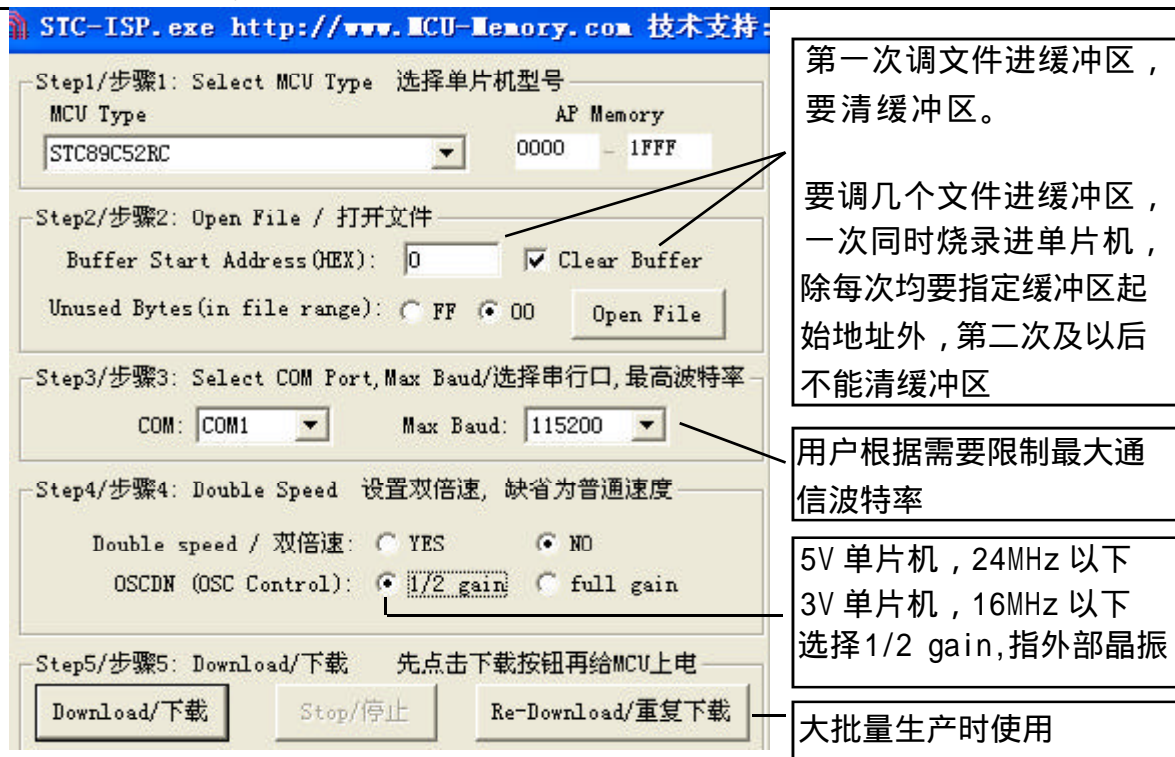 STC-ISP.exe http://www.MCU-Memory.com 技术支持:
Step1/步骤1: Select MCU Type 选择单片机型号
MCU Type AP Memory
STC89C52RC 0000 - 1FFF
Step2/步骤2: Open File / 打开文件
Buffer Start Address(HEX): 0 Clear Buffer
Unused Bytes(in file range): FF 00 Open File
Step3/步骤3: Select COM Port,Max Baud/选择串行口,最高波特率
COM: COM1 Max Baud: 115200
Step4/步骤4: Double Speed 设置双倍速, 缺省为普通速度
Double speed / 双倍速: YES NO
OSCDN (OSC Control): 1/2 gain full gain
Step5/步骤5: Download/下载 先点击下载按钮再给MCU上电
Download/下载 Stop/停止 Re-Download/重复下载
第一次调文件进缓冲区，
要清缓冲区。
要调几个文件进缓冲区，
一次同时烧录进单片机，
除每次均要指定缓冲区起
始地址外，第二次及以后
不能清缓冲区
用户根据需要限制最大通
信波特率
5V 单片机，24MHz 以下
3V 单片机，16MHz 以下
选择1/2 gain,指外部晶振
大批量生产时使用